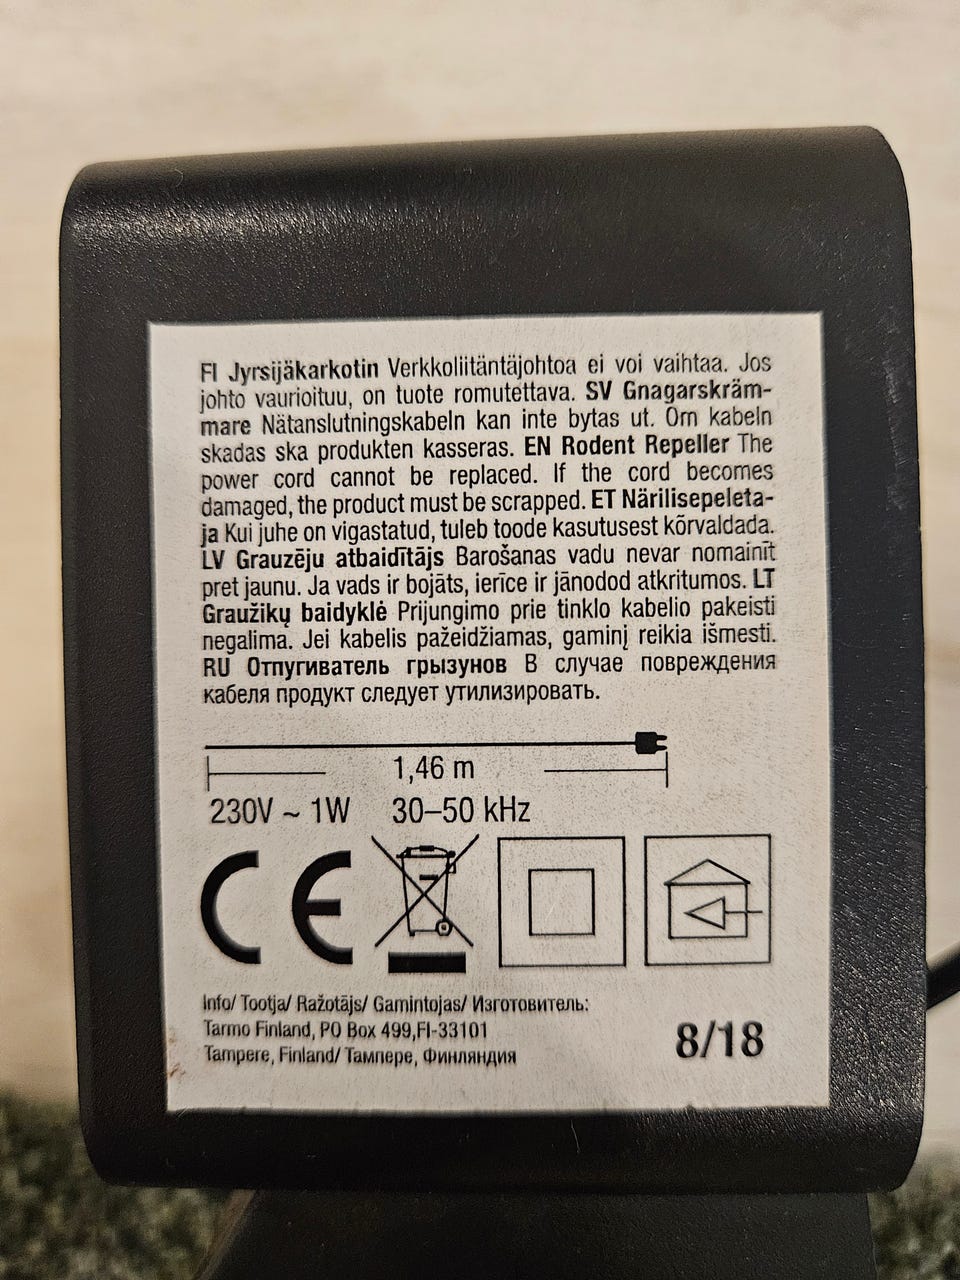 FI Jyrsijäkarkotin Verkkoliitäntäjohtoa ei voi vaihtaa. Jos
johto vaurioituu, on tuote romutettava. SV Gnagarskräm-
mare Nätanslutningskabeln kan inte bytas ut. Om kabeln
skadas ska produkten kasseras. EN Rodent Repeller The
power cord cannot be replaced. If the cord becomes
damaged, the product must be scrapped. ET Närilisepeleta-
ja Kui juhe on vigastatud, tuleb toode kasutusest kõrvaldada.
LV Grauzēju atbaidītājs Barošanas vadu nevar nomainīt
pret jaunu. Ja vads ir bojāts, ierīce ir jānodod atkritumos. LT
Graužikų baidyklė Prijungimo prie tinklo kabelio pakeisti
negalima. Jei kabelis pažeidžiamas, gaminį reikia išmesti.
RU Отпугиватель грызунов В случае повреждения
кабеля продукт следует утилизировать.
1,46 m
230V ~ 1W 30–50 kHz
CE
Info/ Tootja/ Ražotājs/ Gamintojas/ Изготовитель:
Tarmo Finland, PO Box 499,FI-33101
Tampere, Finland/ Тампере, Финляндия
8/18